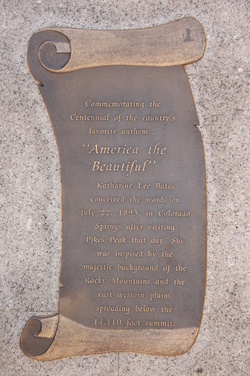 Commemorating the
Centennial of the country's
favorite anthem...
"America the
Beautiful"
Katharine Lee Bates
conceived the words on
July 22, 1893, in Colorado
Springs after visiting
Pikes Peak that day. She
was inspired by the
majestic background of the
Rocky Mountains and the
vast western plains
spreading below the
14,110 foot summit.